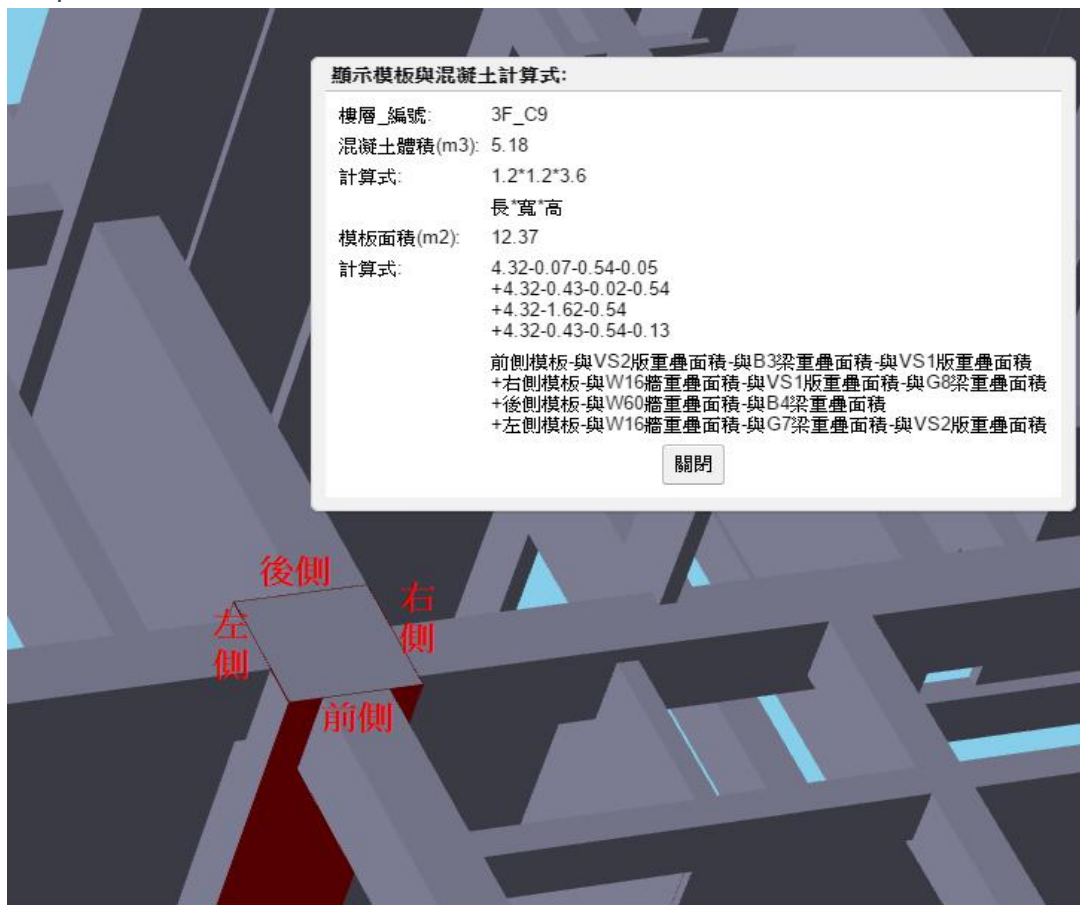 顯示模板與混凝土計算式:
樓層_編號: 3F_C9
混凝土體積(m3): 5.18
計算式: 1.2*1.2*3.6
長*寬*高
模板面積(m2): 12.37
計算式: 4.32-0.07-0.54-0.05
+4.32-0.43-0.02-0.54
+4.32-1.62-0.54
+4.32-0.43-0.54-0.13
前側模板-與VS2版重疊面積-與B3梁重疊面積-與VS1版重疊面積
+右側模板-與W16牆重疊面積-與VS1版重疊面積-與G8梁重疊面積
+後側模板-與W60牆重疊面積-與B4梁重疊面積
+左側模板-與W16牆重疊面積-與G7梁重疊面積-與VS2版重疊面積
關閉
後側
左側
右側
前側